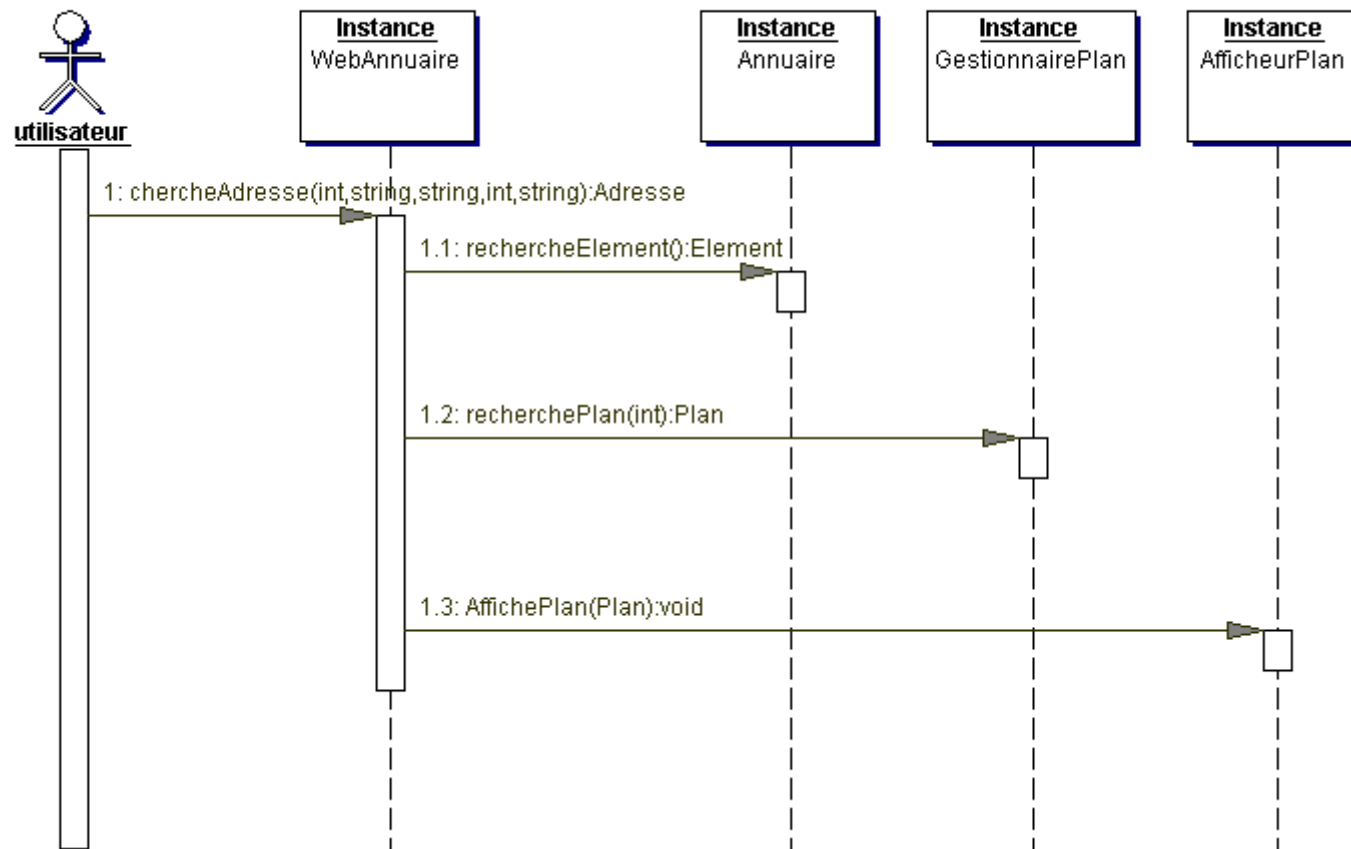 Instance
WebAnnuaire
Instance
Annuaire
Instance
GestionnairePlan
Instance
AfficheurPlan
utilisateur
1: chercheAdresse(int,string,string,int,string):Adresse
1.1: rechercheElement():Element
1.2: recherchePlan(int):Plan
1.3: AffichePlan(Plan):void